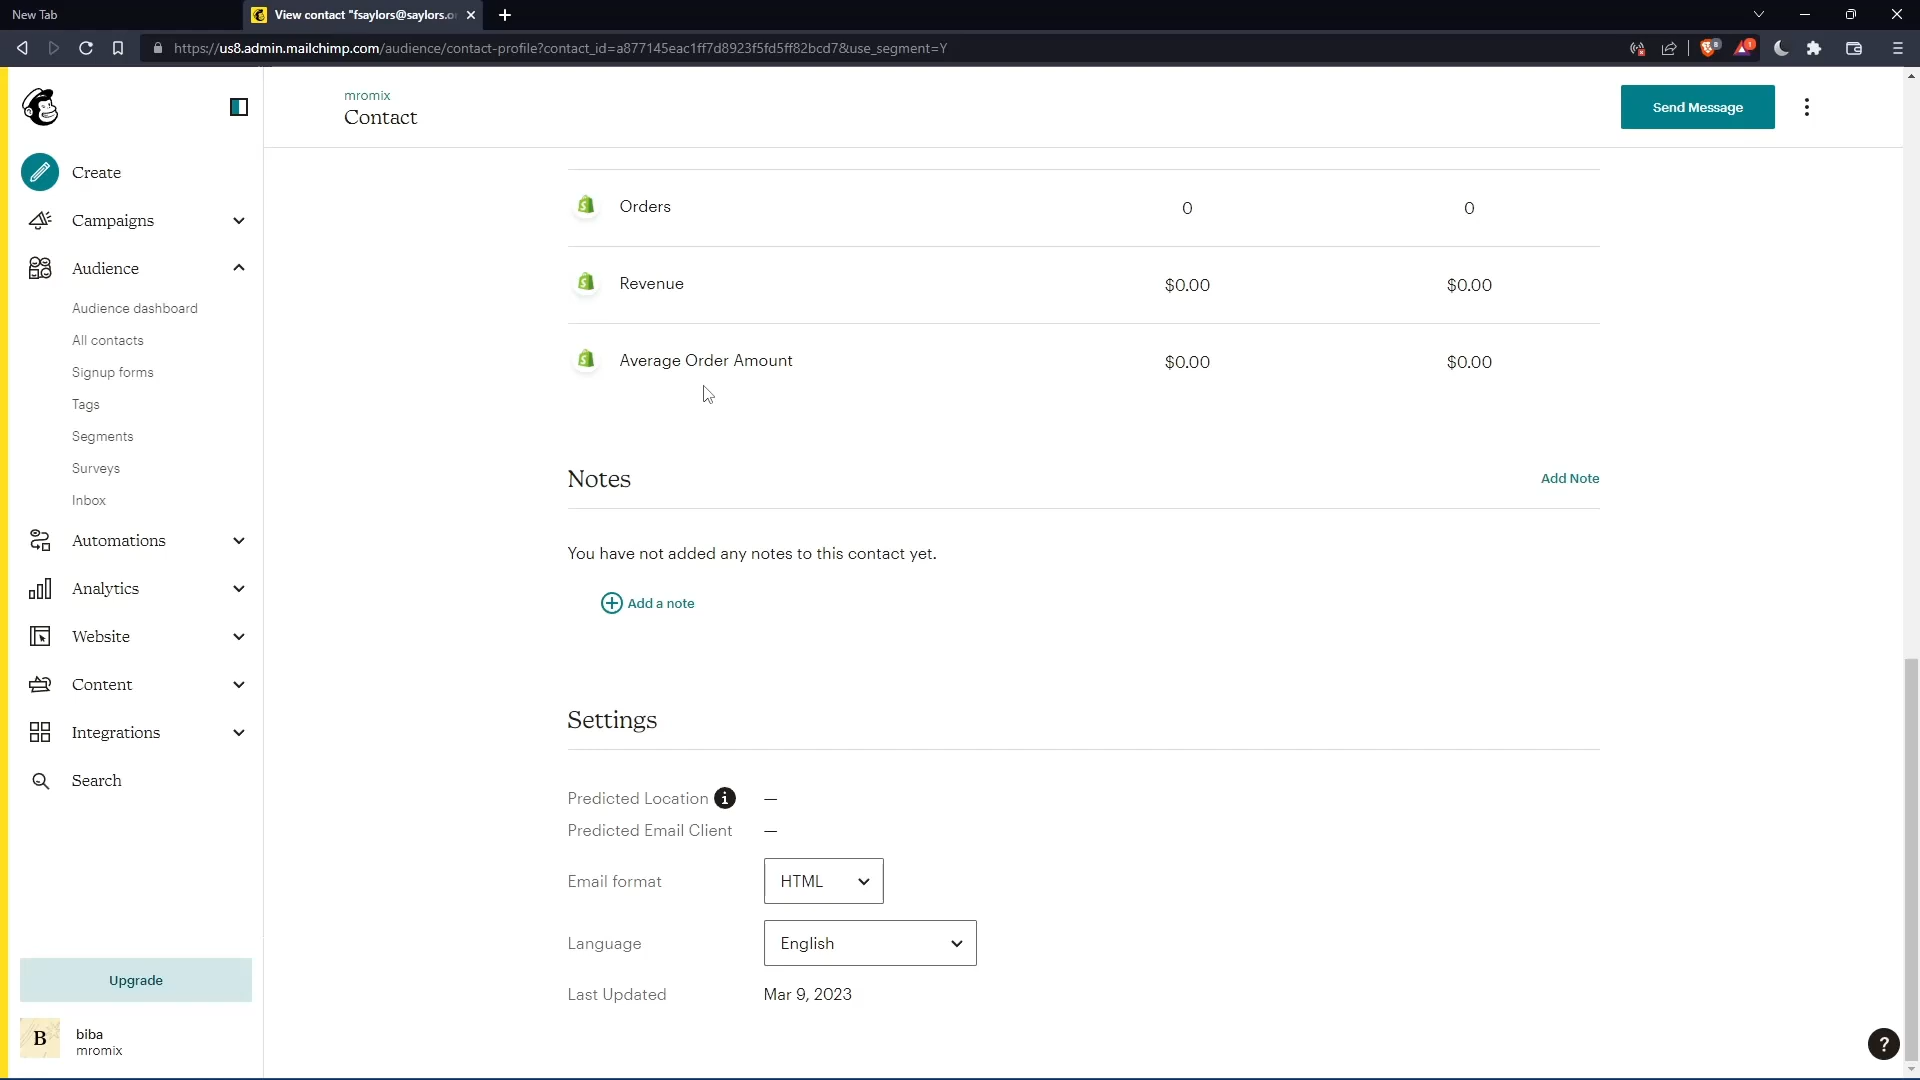 New Tab
View contact "fsaylors@saylors.o
https://us8.admin.mailchimp.com/audience/contact-profile?contact_id=a877145eac1ff7d8923f5fd5ff82bcd7&use_segment=Y
8
1
mromix
Contact
Send Message
Create
Campaigns
Audience
Audience dashboard
All contacts
Signup forms
Tags
Segments
Surveys
Inbox
Automations
Analytics
Website
Content
Integrations
Search
Upgrade
B
biba
mromix
Orders 0 0
Revenue $0.00 $0.00
Average Order Amount $0.00 $0.00
Notes
Add Note
You have not added any notes to this contact yet.
Add a note
Settings
Predicted Location i —
Predicted Email Client —
Email format HTML
Language English
Last Updated Mar 9, 2023
?